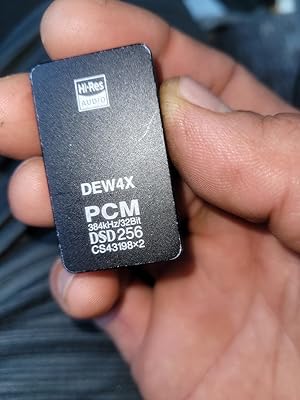 Hi-Res
AUDIO
DEW4X
PCM
384kHz/32Bit
DSD256
CS43198×2